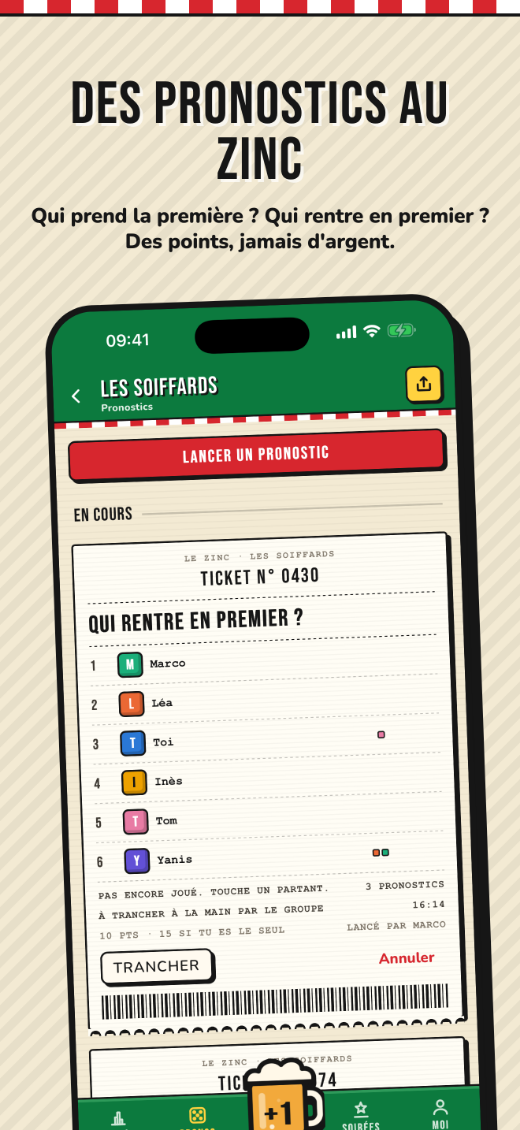 DES PRONOSTICS AU
ZINC
Qui prend la première ? Qui rentre en premier ?
Des points, jamais d'argent.
09:41
LES SOIFFARDS
Pronostics
LANCER UN PRONOSTIC
EN COURS
LE ZINC · LES SOIFFARDS
TICKET N° 0430
QUI RENTRE EN PREMIER ?
1 M Marco
2 L Léa
3 T Toi
4 I Inès
5 T Tom
6 Y Yanis
PAS ENCORE JOUÉ. TOUCHE UN PARTANT. 3 PRONOSTICS
À TRANCHER À LA MAIN PAR LE GROUPE 16:14
10 PTS · 15 SI TU ES LE SEUL LANCÉ PAR MARCO
TRANCHER Annuler
LE ZINC OIFFARDS
TIC 74
+1
SOIRÉES MOI